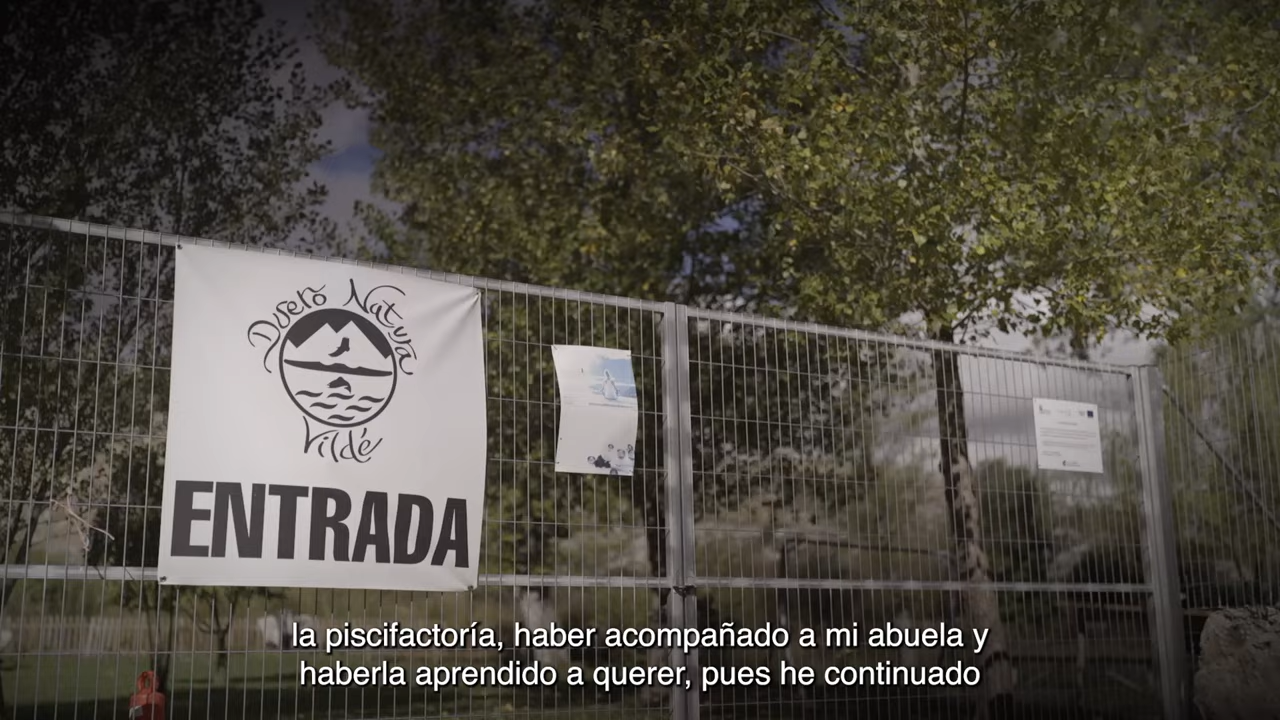 Duero Natura
Vildé
ENTRADA
la piscifactoría, haber acompañado a mi abuela y
haberla aprendido a querer, pues he continuado